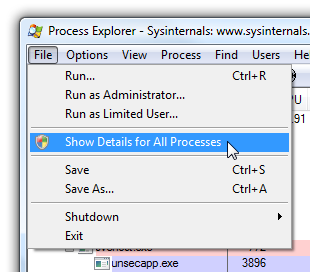 Process Explorer - Sysinternals: www.sysinternals.
File Options View Process Find Users He
Run... Ctrl+R
Run as Administrator...
Run as Limited User...
.91
Show Details for All Processes
Save Ctrl+S
Save As... Ctrl+A
Shutdown
Exit
unsecapp.exe 3896